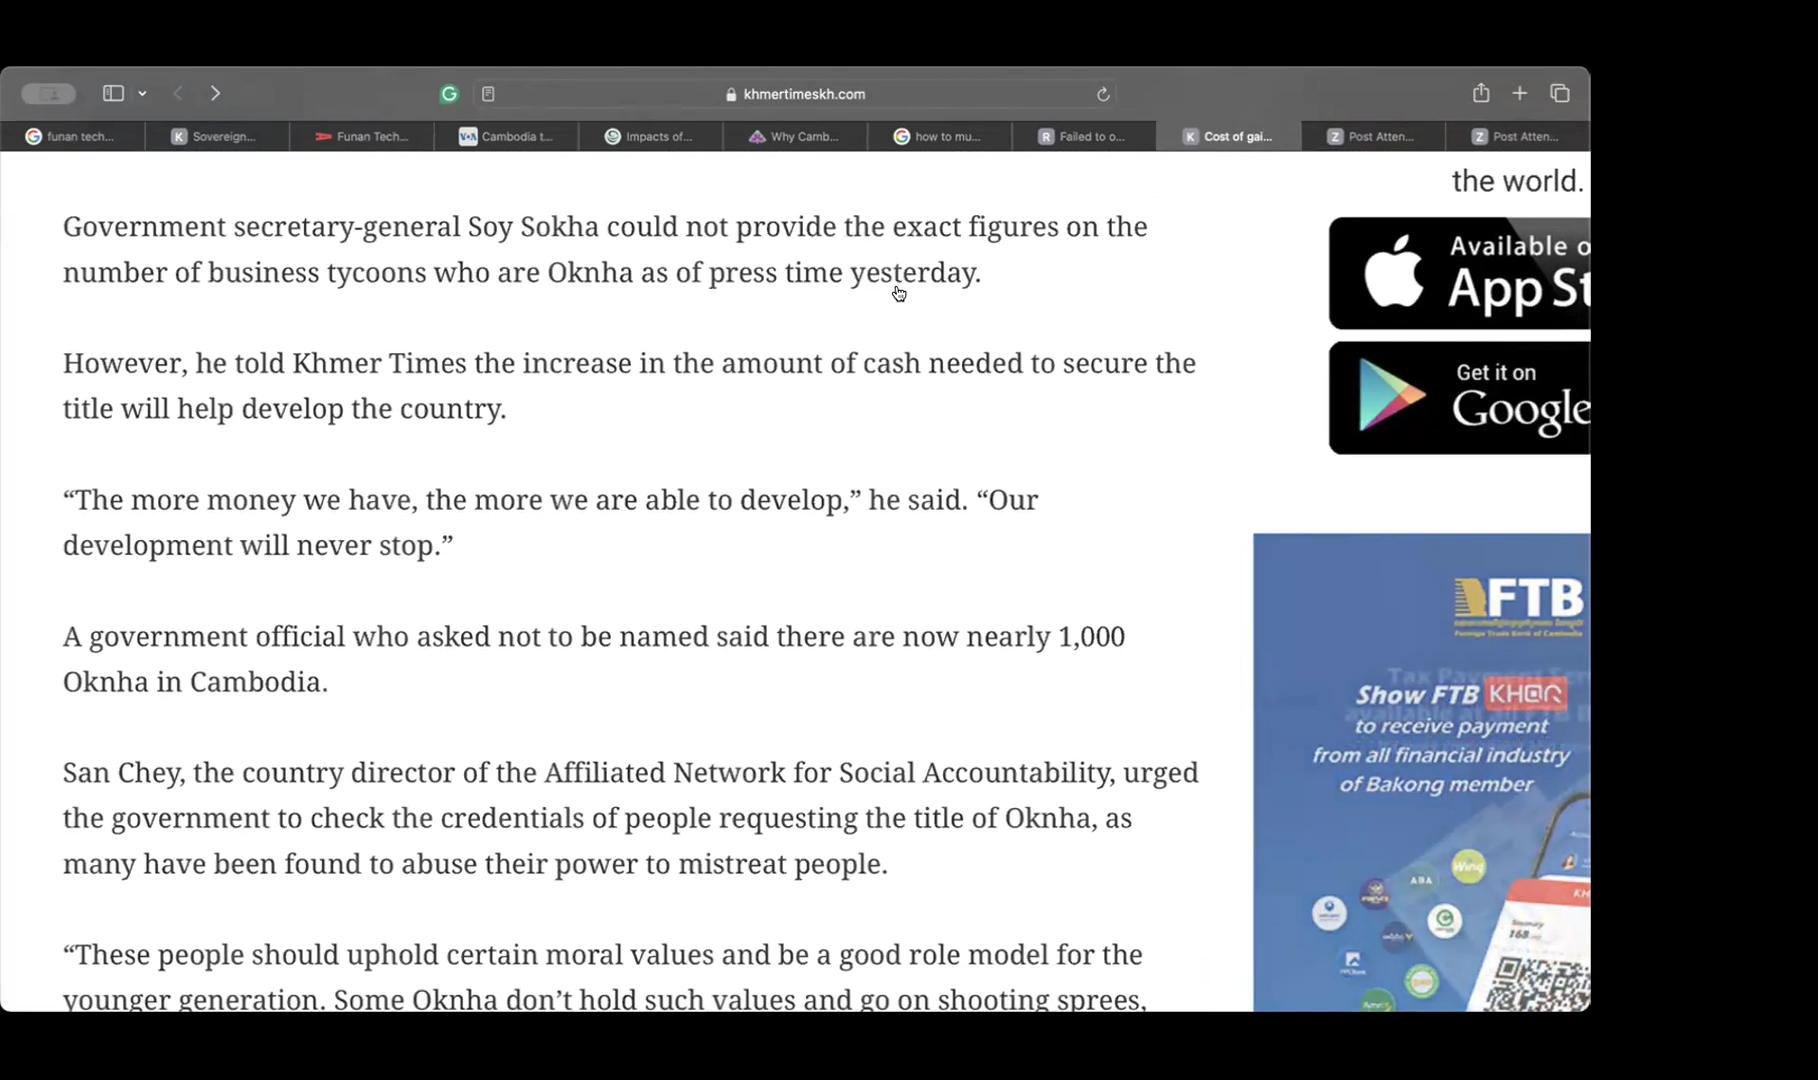 khmertimeskh.com
funan tech...
Sovereign...
Funan Tech...
VOA Cambodia t...
Impacts of...
Why Camb...
how to mu...
R Failed to o...
K Cost of gai...
Z Post Atten...
Z Post Atten...
Government secretary-general Soy Sokha could not provide the exact figures on the
number of business tycoons who are Oknha as of press time yesterday.
However, he told Khmer Times the increase in the amount of cash needed to secure the
title will help develop the country.
“The more money we have, the more we are able to develop,” he said. “Our
development will never stop.”
A government official who asked not to be named said there are now nearly 1,000
Oknha in Cambodia.
San Chey, the country director of the Affiliated Network for Social Accountability, urged
the government to check the credentials of people requesting the title of Oknha, as
many have been found to abuse their power to mistreat people.
“These people should uphold certain moral values and be a good role model for the
younger generation. Some Oknha don’t hold such values and go on shooting sprees,
the world.
Available o
App St
Get it on
Google
FTB
Show FTB KHQR
to receive payment
from all financial industry
of Bakong member
Wing
ABA
168